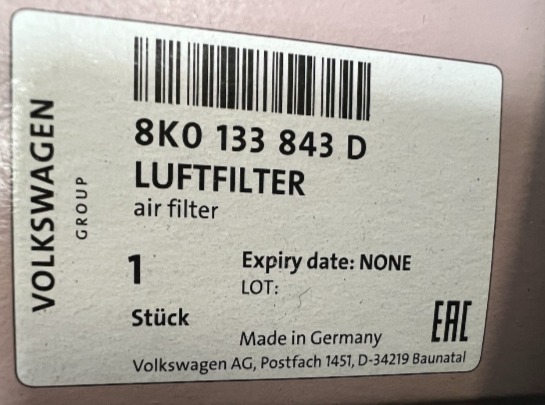 VOLKSWAGEN
GROUP
8K0 133 843 D
LUFTFILTER
air filter
1
Stück
Expiry date: NONE
LOT:
Made in Germany
EAC
Volkswagen AG, Postfach 1451, D-34219 Baunatal